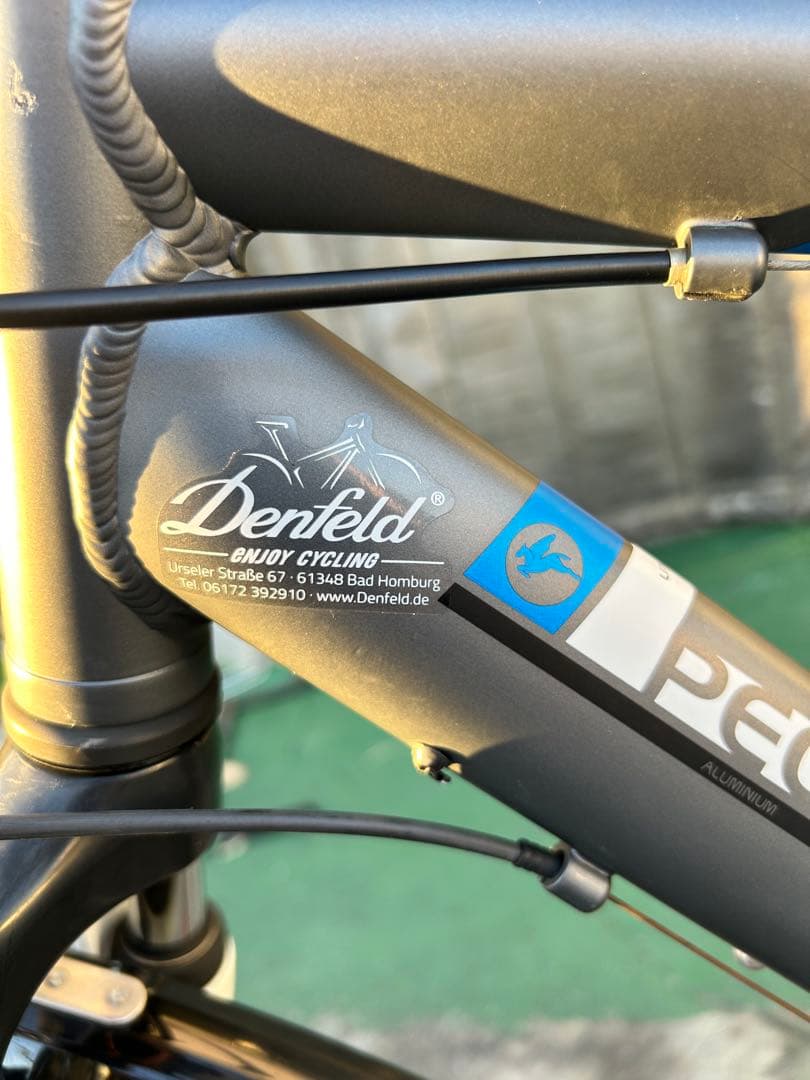 Denfeld®
ENJOY CYCLING
Urseler Straße 67 · 61348 Bad Homburg
Tel. 06172 392910 · www.Denfeld.de
ALUMINIUM